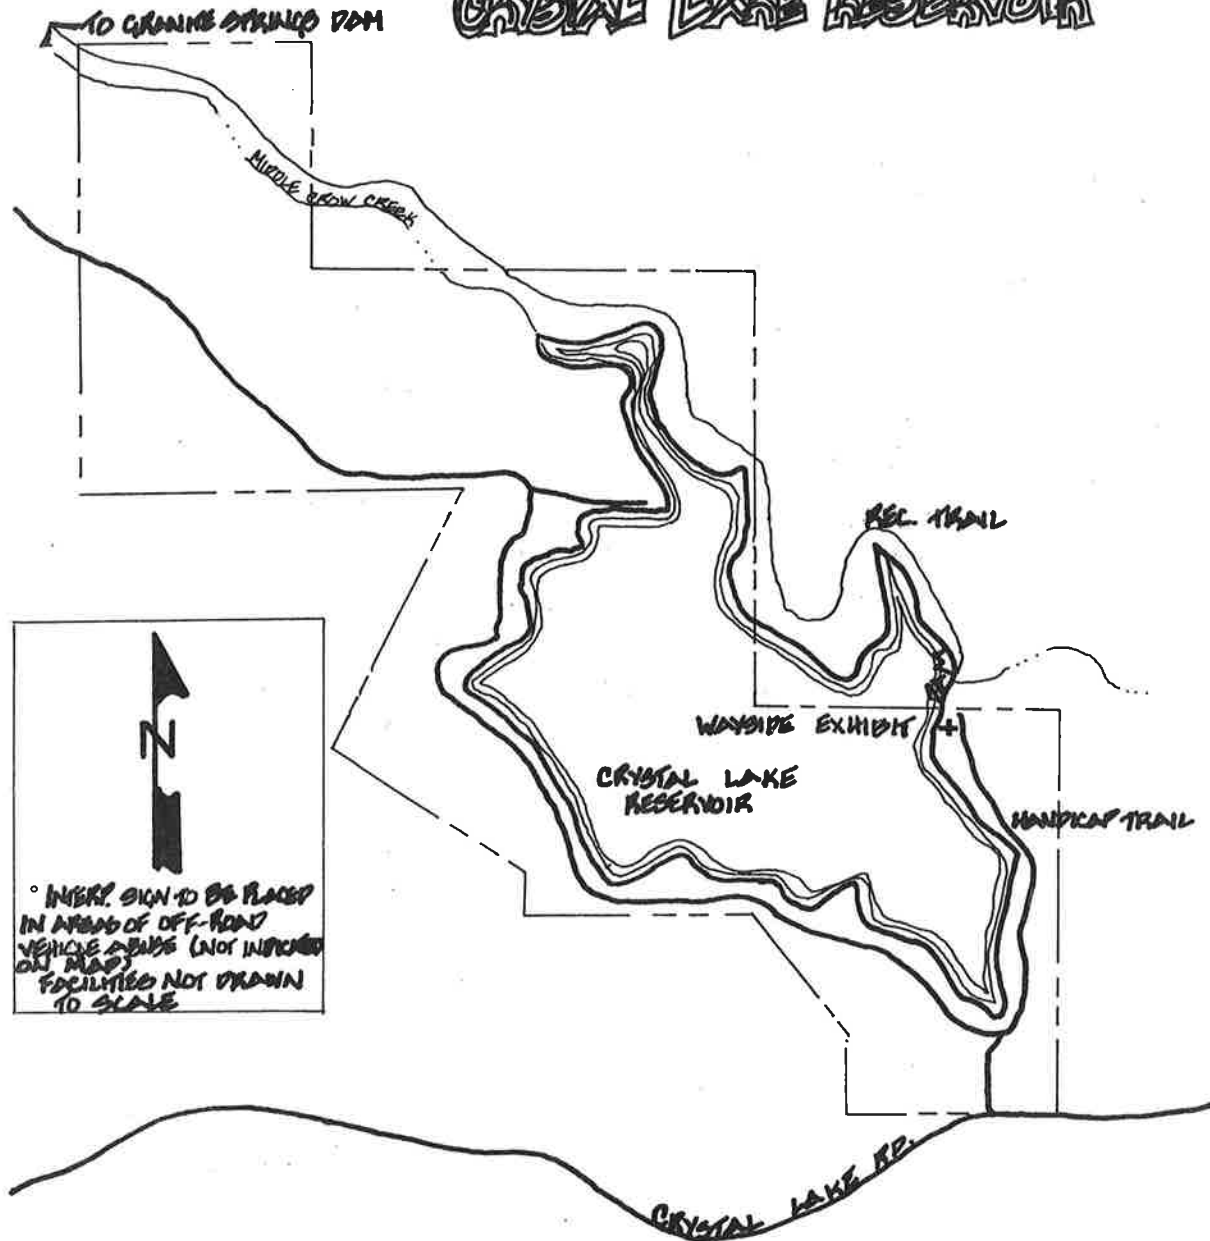 CRYSTAL LAKE RESERVOIR
TO GRANITE SPRINGS DAM
MIDDLE CROW CREEK
REC. TRAIL
WAYSIDE EXHIBIT
CRYSTAL LAKE
RESERVOIR
HANDICAP TRAIL
N
° INTERP. SIGN TO BE PLACED
IN AREAS OF OFF-ROAD
VEHICLE ABUSE (NOT INDICATED
ON MAP)
FACILITIES NOT DRAWN
TO SCALE
CRYSTAL LAKE RD.